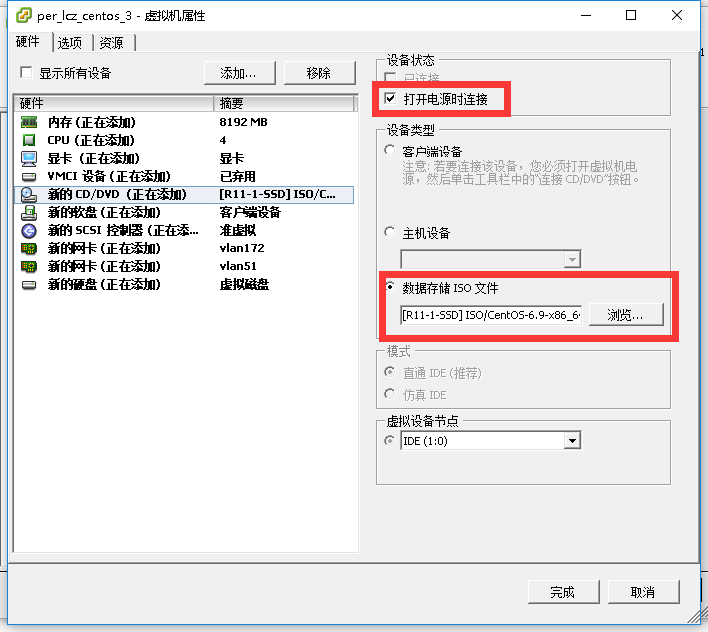 per_lcz_centos_3 - 虚拟机属性
硬件 选项 资源
显示所有设备 添加... 移除
硬件 摘要
内存 (正在添加) 8192 MB
CPU (正在添加) 4
显卡 (正在添加) 显卡
VMCI 设备 (正在添加) 已弃用
新的 CD/DVD (正在添加) [R11-1-SSD] ISO/C...
新的软盘 (正在添加) 客户端设备
新的 SCSI 控制器 (正在添... 准虚拟
新的网卡 (正在添加) vlan172
新的网卡 (正在添加) vlan51
新的硬盘 (正在添加) 虚拟磁盘
设备状态
已连接
打开电源时连接
设备类型
客户端设备
注意: 若要连接该设备，您必须打开虚拟机电
源，然后单击工具栏中的“连接 CD/DVD”按钮。
主机设备
数据存储 ISO 文件
[R11-1-SSD] ISO/CentOS-6.9-x86_6 浏览...
模式
直通 IDE (推荐)
仿真 IDE
虚拟设备节点
IDE (1:0)
完成 取消